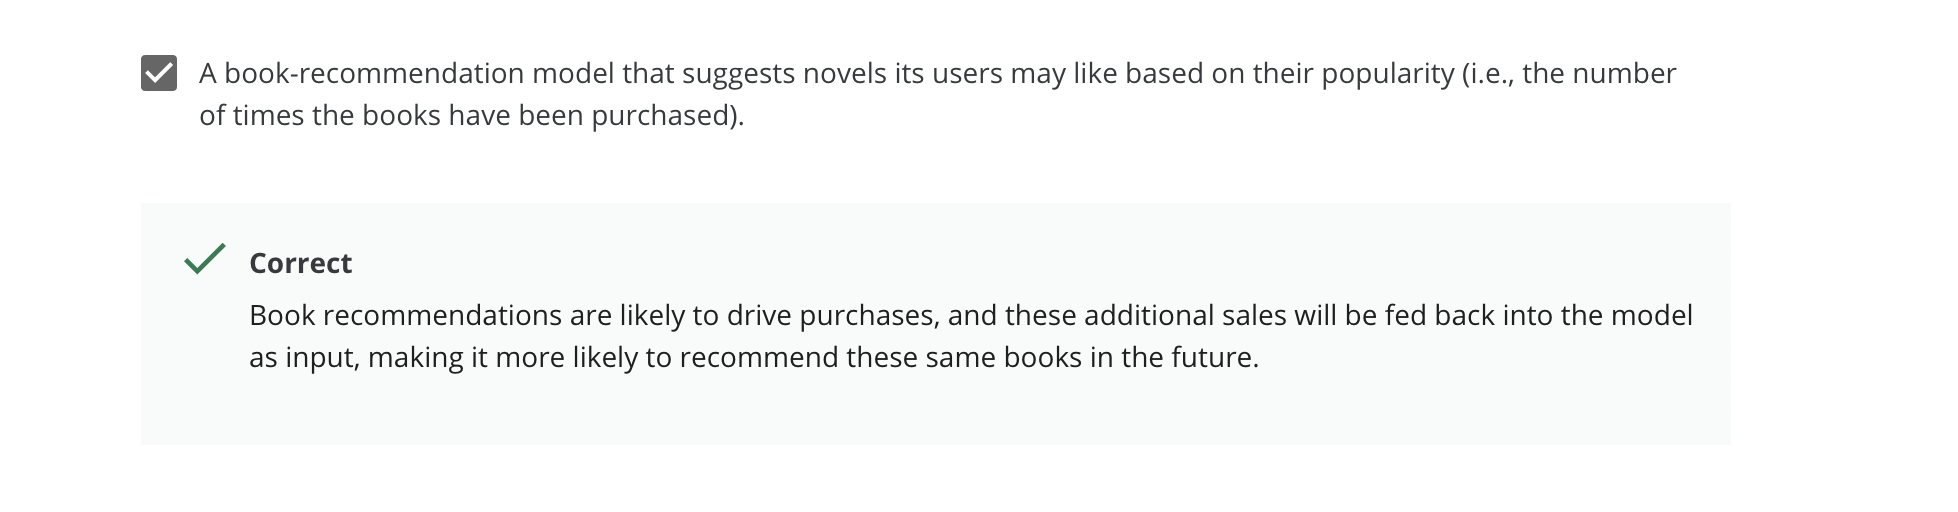 A book-recommendation model that suggests novels its users may like based on their popularity (i.e., the number
of times the books have been purchased).
Correct
Book recommendations are likely to drive purchases, and these additional sales will be fed back into the model
as input, making it more likely to recommend these same books in the future.